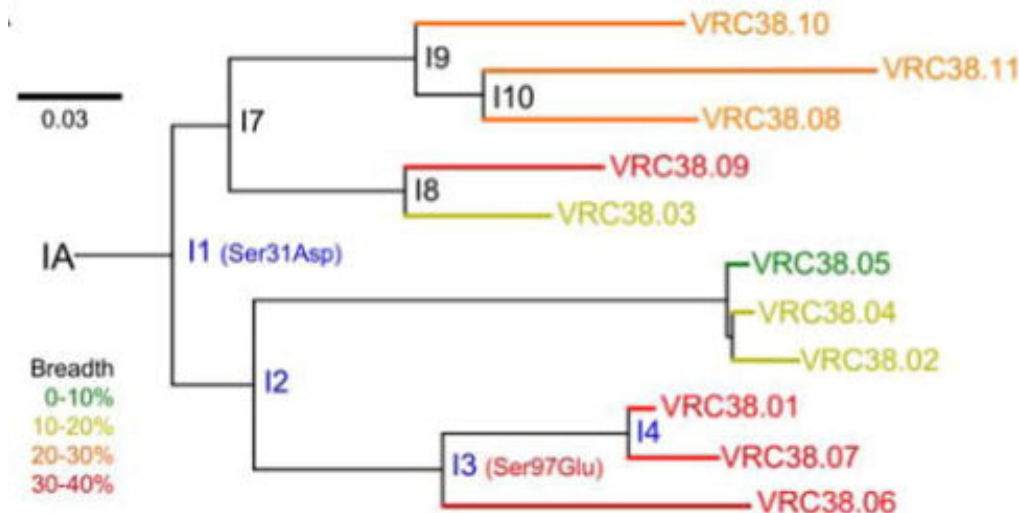 VRC38.10
I9
VRC38.11
I10
0.03
I7
VRC38.08
VRC38.09
I8
VRC38.03
IA
I1 (Ser31Asp)
VRC38.05
VRC38.04
Breadth
VRC38.02
I2
0-10%
VRC38.01
10-20%
I4
20-30%
VRC38.07
I3 (Ser97Glu)
30-40%
VRC38.06